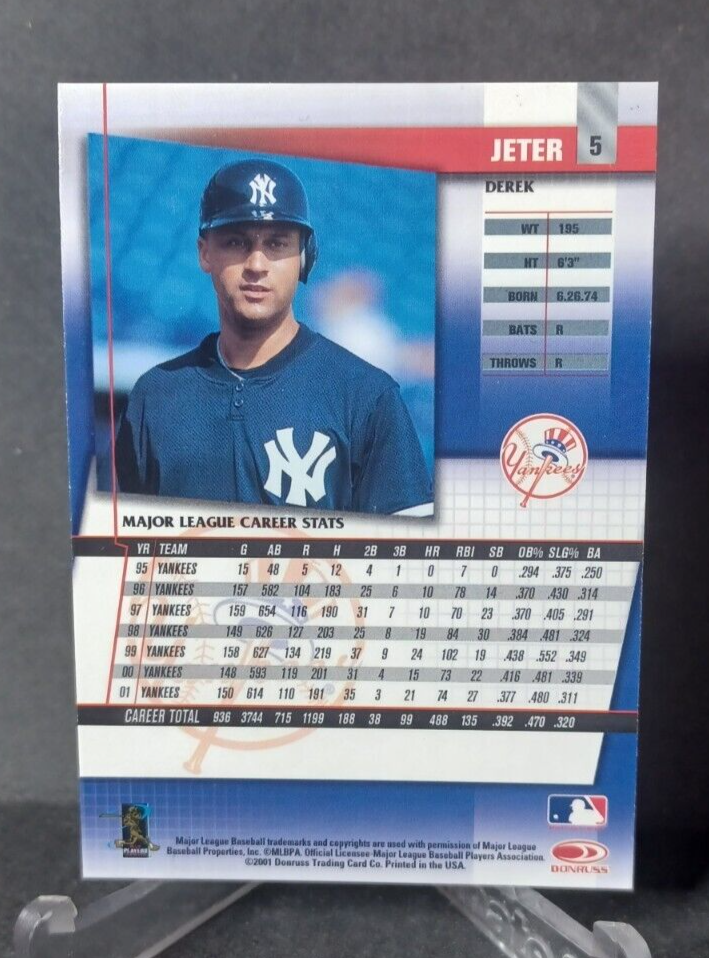 JETER 5
DEREK
WT 195
HT 6'3"
BORN 6.26.74
BATS R
THROWS R
NY
NY
Yankees
MAJOR LEAGUE CAREER STATS
YR TEAM G AB R H 2B 3B HR RBI SB OB% SLG% BA
95 YANKEES 15 48 5 12 4 1 0 7 0 .294 .375 .250
96 YANKEES 157 582 104 183 25 6 10 78 14 .370 .430 .314
97 YANKEES 159 654 116 190 31 7 10 70 23 .370 .405 .291
98 YANKEES 149 626 127 203 25 8 19 84 30 .384 .481 .324
99 YANKEES 158 627 134 219 37 9 24 102 19 .438 .552 .349
00 YANKEES 148 593 119 201 31 4 15 73 22 .416 .481 .339
01 YANKEES 150 614 110 191 35 3 21 74 27 .377 .480 .311
CAREER TOTAL 936 3744 715 1199 188 38 99 488 135 .392 .470 .320
PLAYERS
Major League Baseball trademarks and copyrights are used with permission of Major League
Baseball Properties, Inc. ©MLBPA. Official Licensee-Major League Baseball Players Association.
©2001 Donruss Trading Card Co. Printed in the USA.
DONRUSS